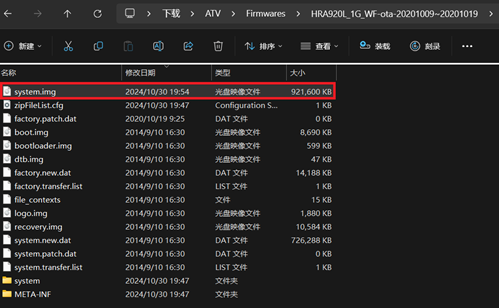 下载 > ATV > Firmwares > HRA920L_1G_WF-ota-20201009~20201019 >
新建 排序 查看 装载 刻录 •••
名称 修改日期 类型 大小
system.img 2024/10/30 19:54 光盘映像文件 921,600 KB
zipFileList.cfg 2024/10/30 19:47 Configuration S... 1 KB
factory.patch.dat 2020/10/19 9:25 DAT 文件 0 KB
boot.img 2014/9/10 16:30 光盘映像文件 8,690 KB
bootloader.img 2014/9/10 16:30 光盘映像文件 599 KB
dtb.img 2014/9/10 16:30 光盘映像文件 47 KB
factory.new.dat 2014/9/10 16:30 DAT 文件 14,188 KB
factory.transfer.list 2014/9/10 16:30 LIST 文件 1 KB
file_contexts 2014/9/10 16:30 文件 15 KB
logo.img 2014/9/10 16:30 光盘映像文件 1,880 KB
recovery.img 2014/9/10 16:30 光盘映像文件 10,584 KB
system.new.dat 2014/9/10 16:30 DAT 文件 726,288 KB
system.patch.dat 2014/9/10 16:30 DAT 文件 0 KB
system.transfer.list 2014/9/10 16:30 LIST 文件 1 KB
system 2024/10/30 19:47 文件夹
META-INF 2024/10/30 19:47 文件夹